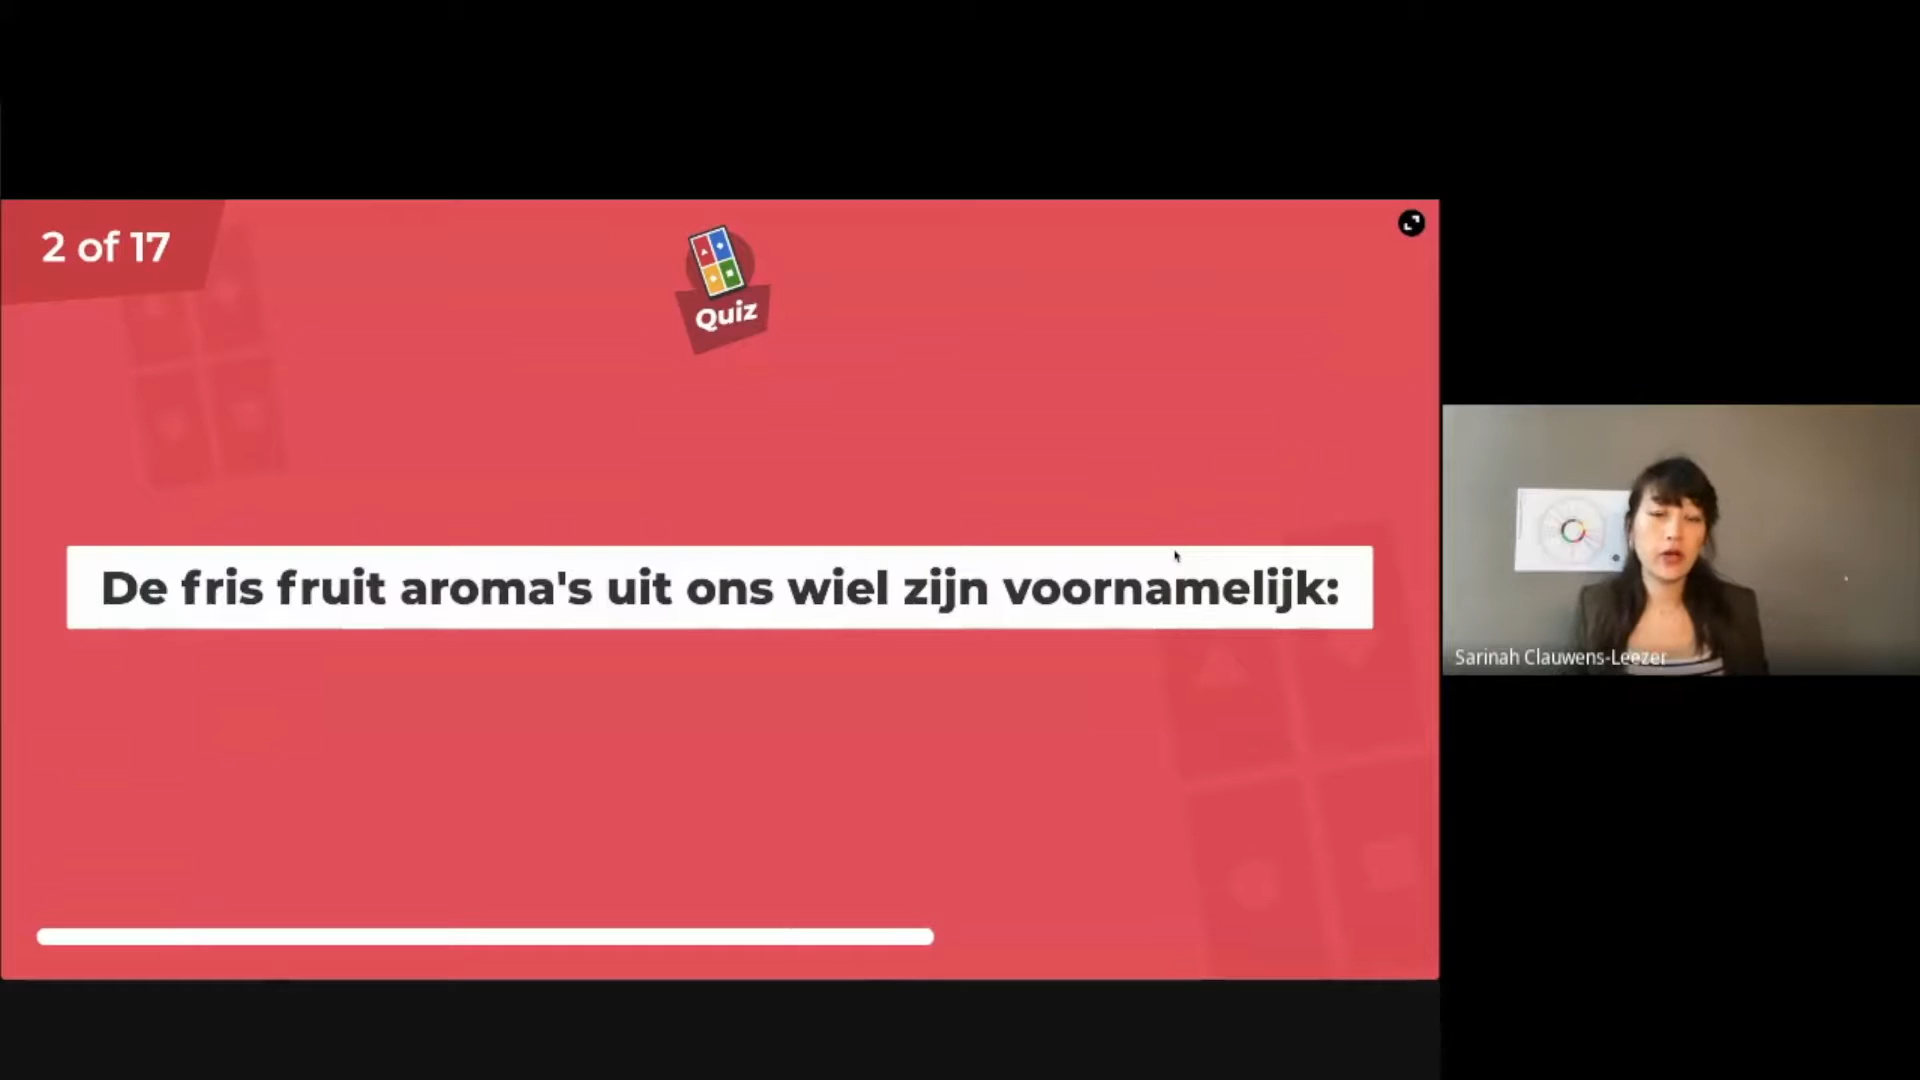 2 of 17
Quiz
De fris fruit aroma's uit ons wiel zijn voornamelijk:
Sarinah Clauwens-Leezer